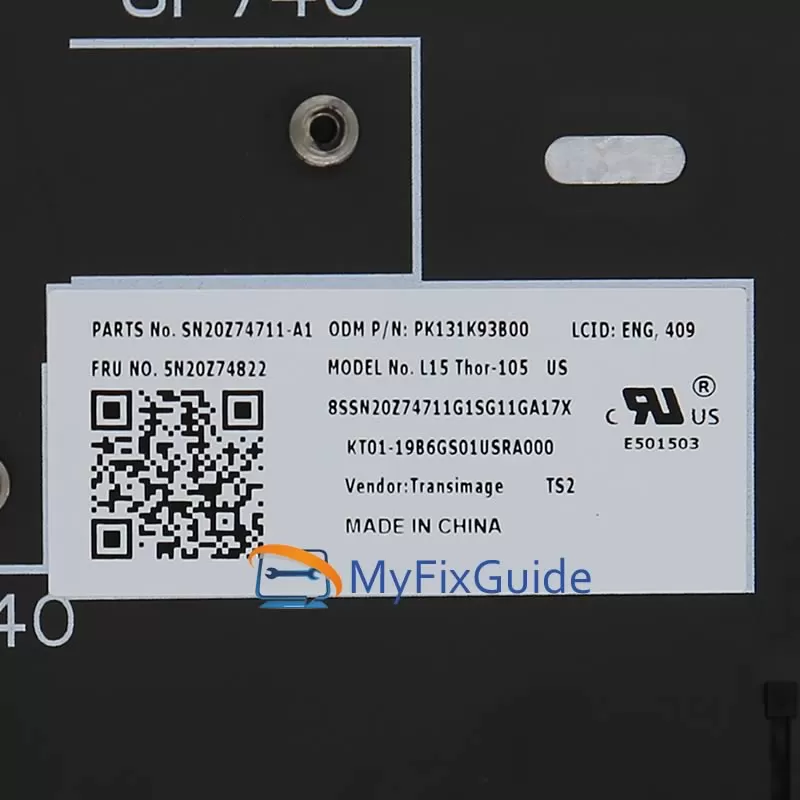 PARTS No. SN20Z74711-A1 ODM P/N: PK131K93B00 LCID: ENG, 409
FRU NO. 5N20Z74822 MODEL No. L15 Thor-105 US
8SSN20Z74711G1SG11GA17X
KT01-19B6GS01USRA000
Vendor:Transimage TS2
MADE IN CHINA
C RU ® US
E501503
MyFixGuide
40